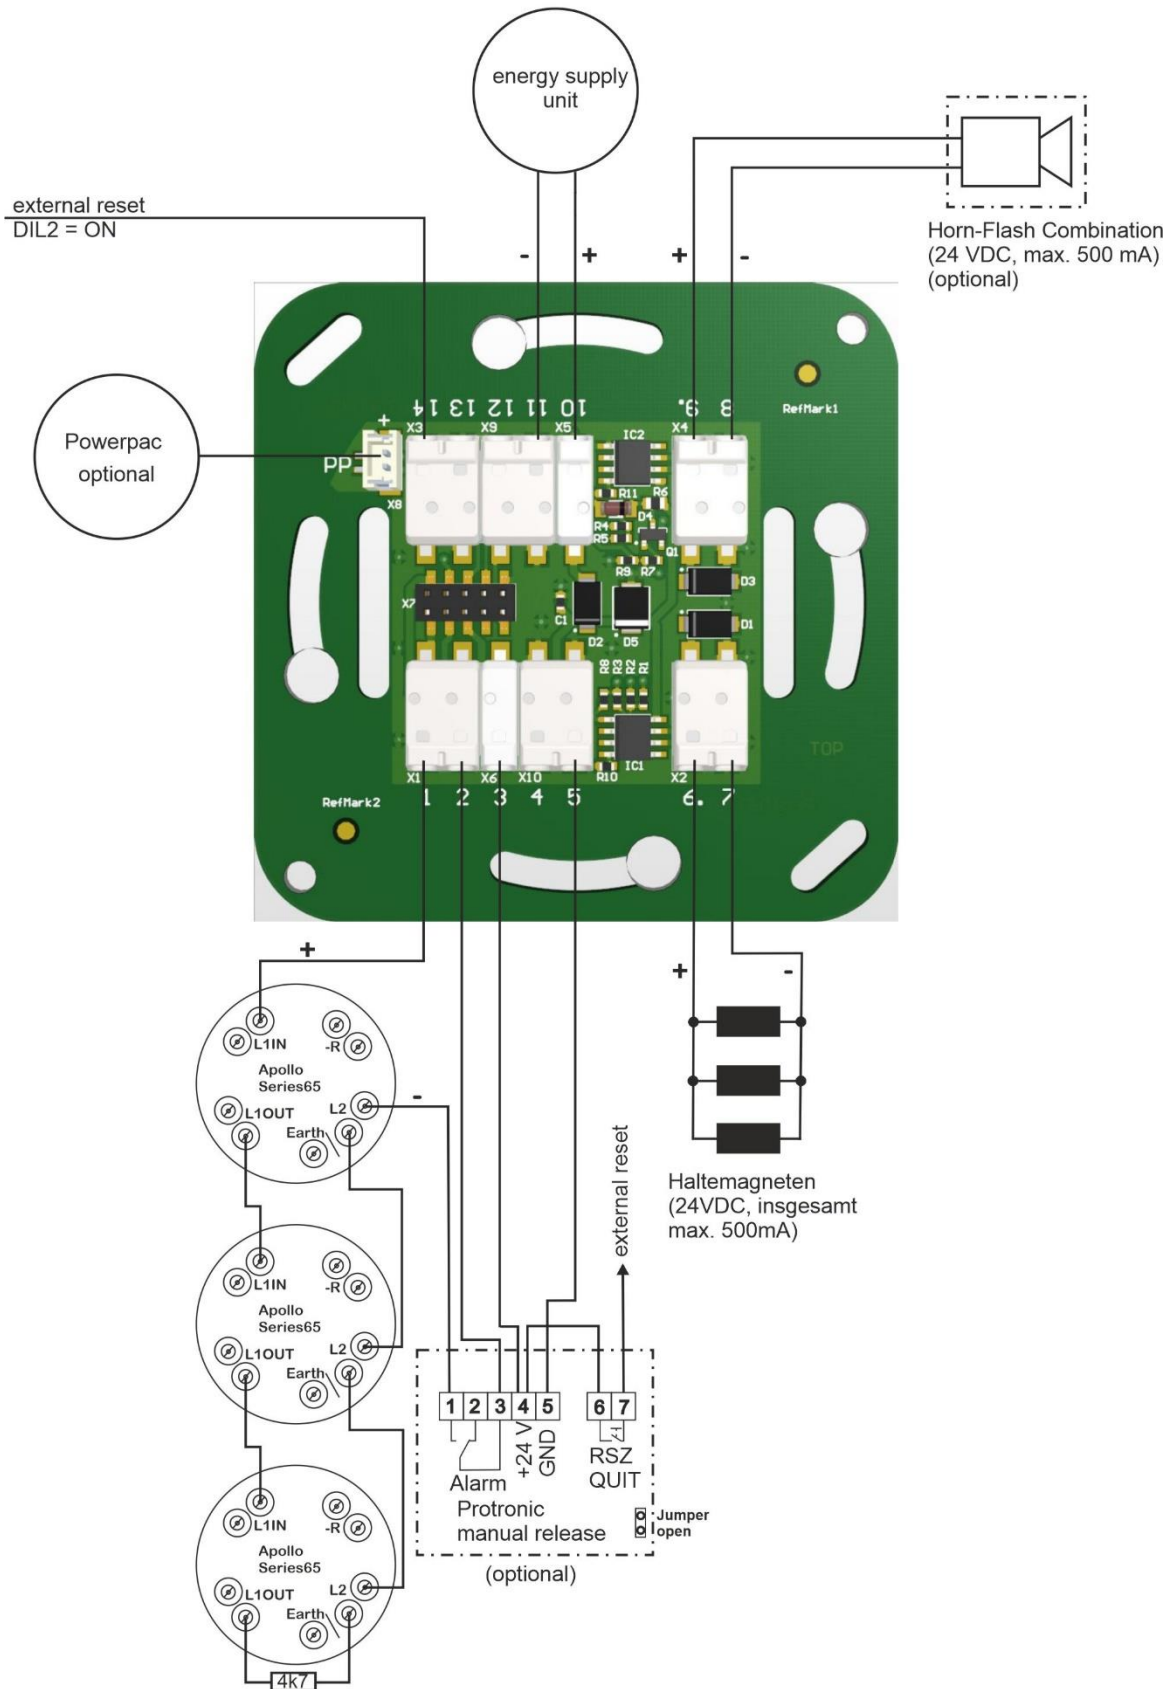 energy supply
unit
external reset
DIL2 = ON
- +
+ -
Horn-Flash Combination
(24 VDC, max. 500 mA)
(optional)
Powerpac
optional
+
PP
X8
14 13 12 11 10
9. 8
X3
X9
X5
X4
RefMark1
IC2
R11
R6
D4
R4
R5
Q1
R9
R7
X7
C1
D2
D5
D3
D1
R8
R3
R2
R1
R10
IC1
X1
X6
X10
X2
1 2 3 4 5
6. 7
TOP
RefMark2
+
+ -
L1IN
-R
Apollo
Series65
L1OUT
L2
Earth
-
Haltemagneten
(24VDC, insgesamt
max. 500mA)
external reset
L1IN
-R
Apollo
Series65
L1OUT
L2
Earth
1 2 3 4 5
6 7
+24 V
GND
RSZ
QUIT
Alarm
Protronic
manual release
Jumper
open
(optional)
L1IN
-R
Apollo
Series65
L1OUT
L2
Earth
4k7